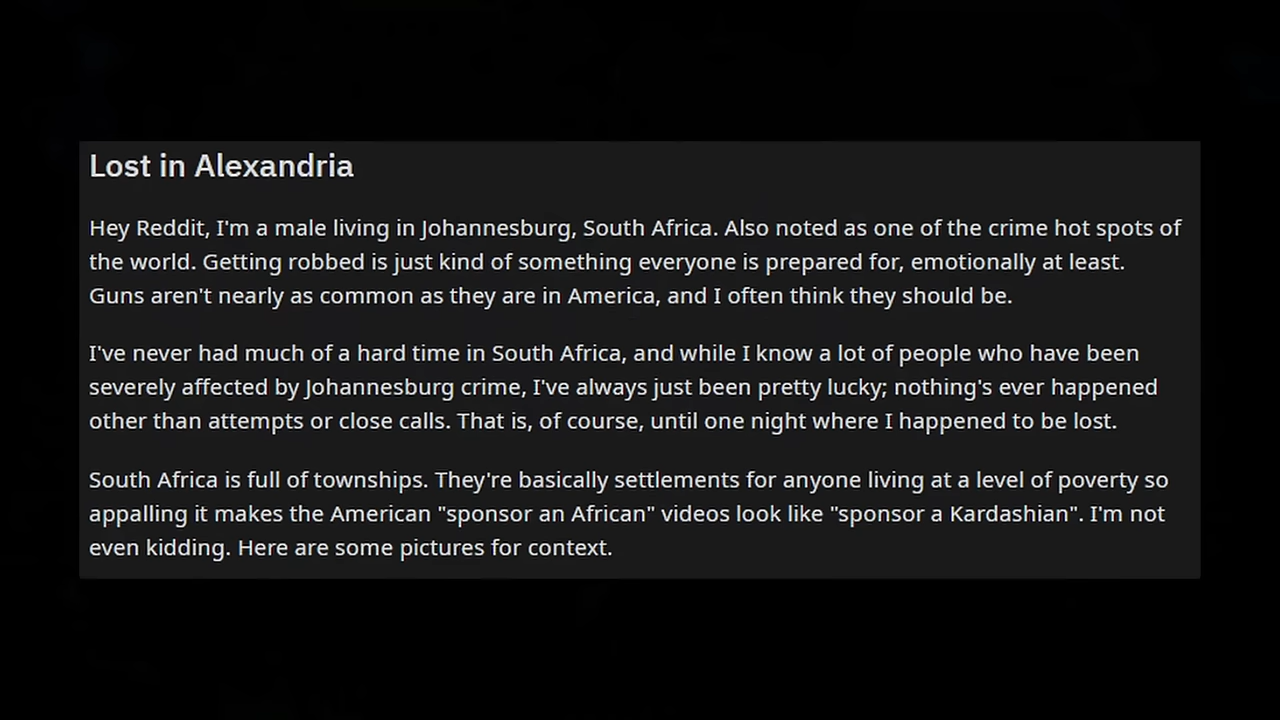 Lost in Alexandria
Hey Reddit, I'm a male living in Johannesburg, South Africa. Also noted as one of the crime hot spots of
the world. Getting robbed is just kind of something everyone is prepared for, emotionally at least.
Guns aren't nearly as common as they are in America, and I often think they should be.
I've never had much of a hard time in South Africa, and while I know a lot of people who have been
severely affected by Johannesburg crime, I've always just been pretty lucky; nothing's ever happened
other than attempts or close calls. That is, of course, until one night where I happened to be lost.
South Africa is full of townships. They're basically settlements for anyone living at a level of poverty so
appalling it makes the American "sponsor an African" videos look like "sponsor a Kardashian". I'm not
even kidding. Here are some pictures for context.